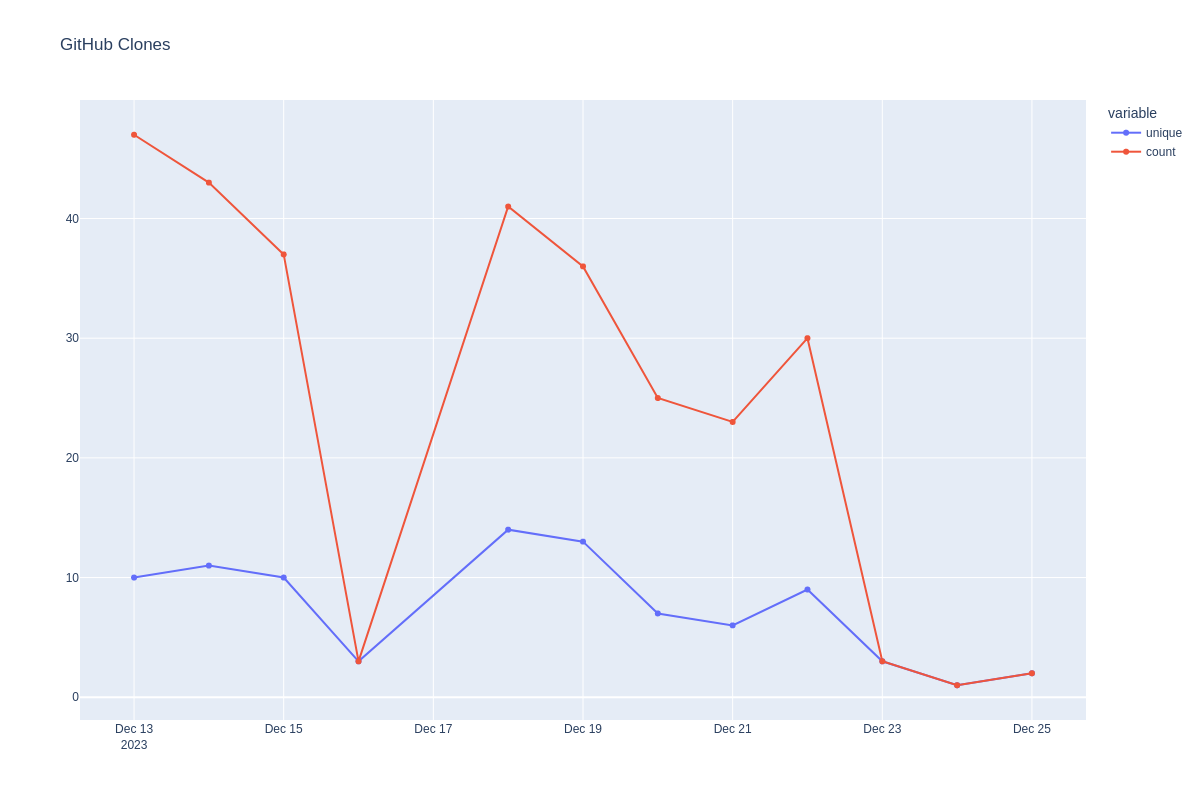 GitHub Clones
variable
unique
count
40
30
20
10
0
Dec 13
2023
Dec 15
Dec 17
Dec 19
Dec 21
Dec 23
Dec 25